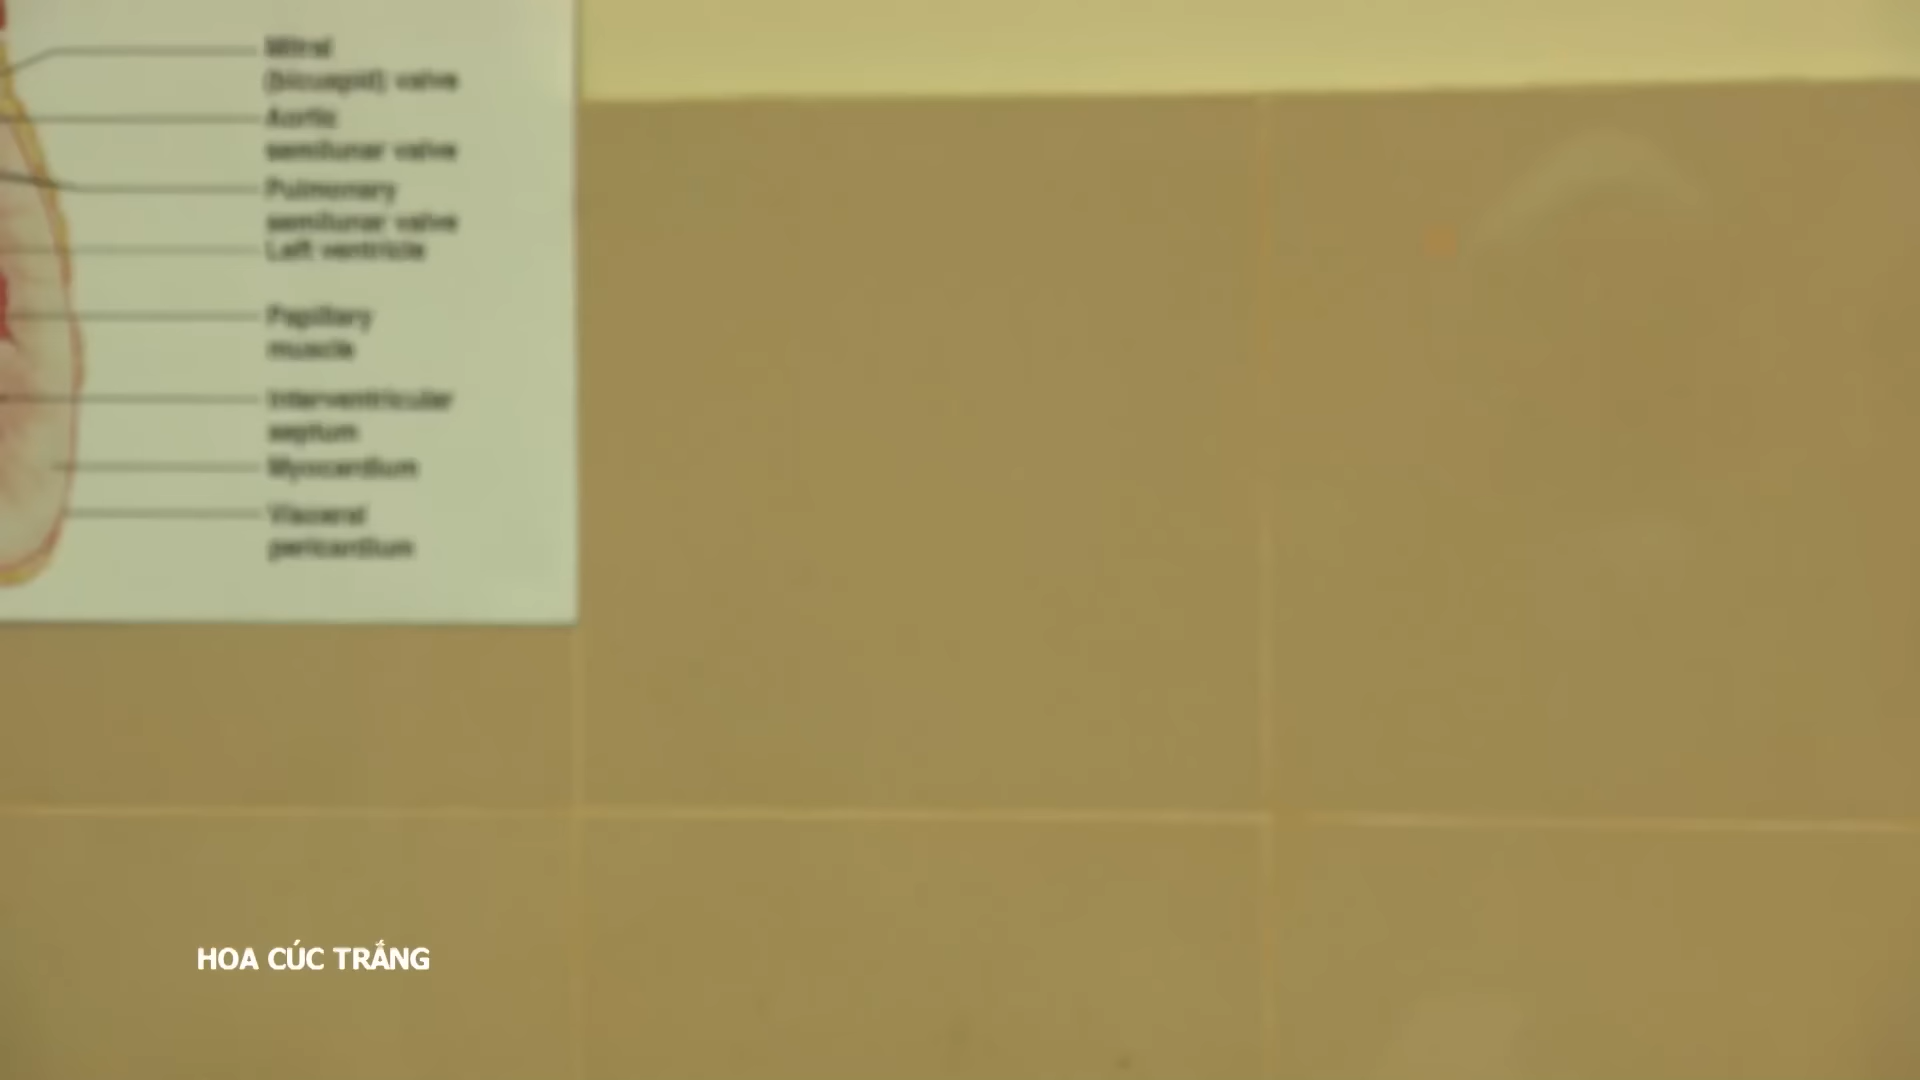 Mitral
(bicuspid) valve
Aortic
semilunar valve
Pulmonary
semilunar valve
Left ventricle
Papillary
muscle
Interventricular
septum
Myocardium
Visceral
pericardium
HOA CÚC TRẮNG